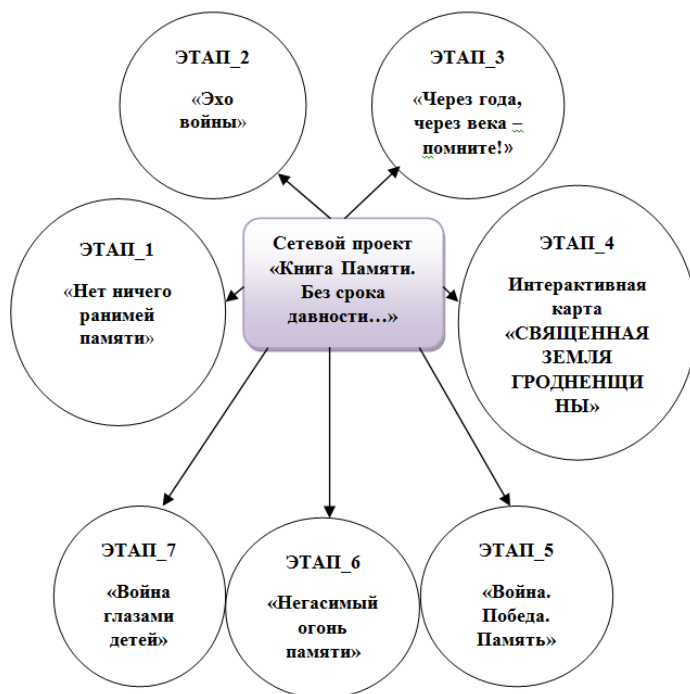 ЭТАП_2
«Эхо
войны»
ЭТАП_3
«Через года,
через века –
помните!»
ЭТАП_1
«Нет ничего
ранимей
памяти»
Сетевой проект
«Книга Памяти.
Без срока
давности…»
ЭТАП_4
Интерактивная
карта
«СВЯЩЕННАЯ
ЗЕМЛЯ
ГРОДНЕНЩИ
НЫ»
ЭТАП_7
«Война
глазами
детей»
ЭТАП_6
«Негасимый
огонь
памяти»
ЭТАП_5
«Война.
Победа.
Память»